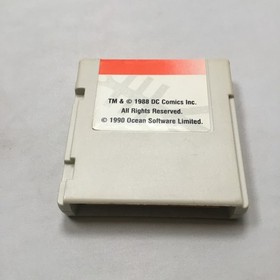 TM & © 1988 DC Comics Inc.
All Rights Reserved.
© 1990 Ocean Software Limited.